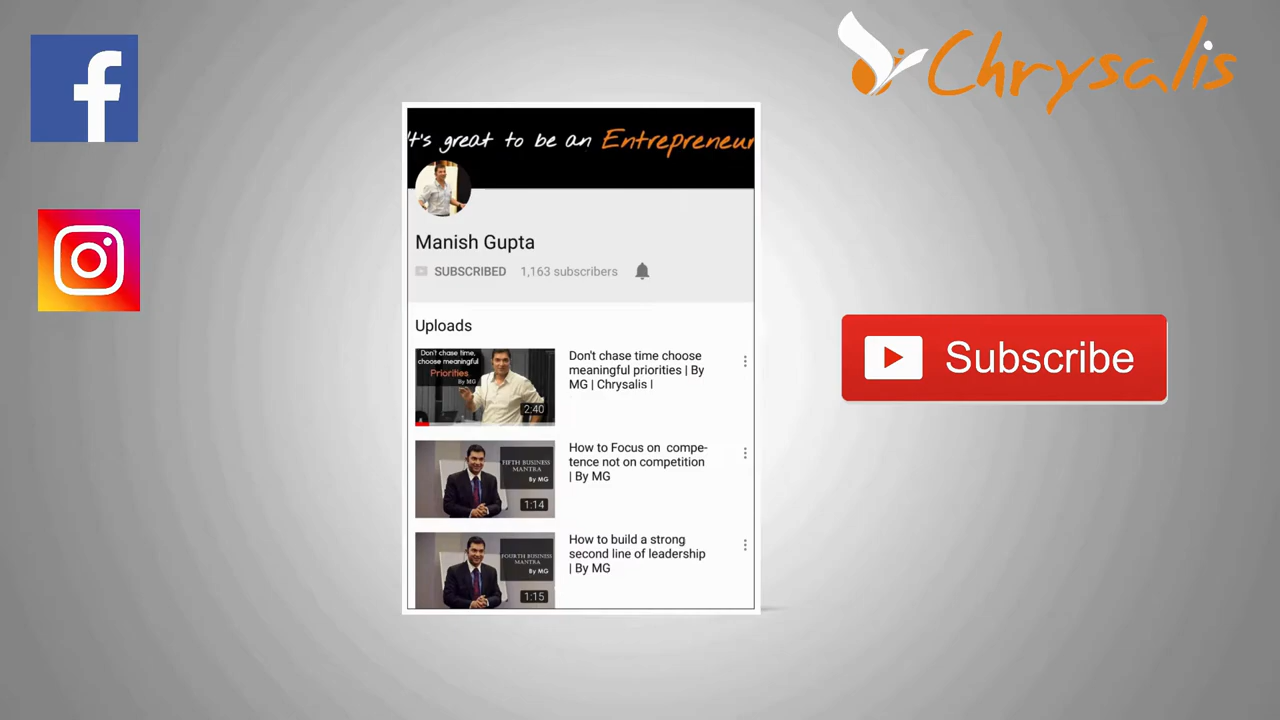 Chrysalis
It's great to be an Entrepreneur
Manish Gupta
SUBSCRIBED 1,163 subscribers
Uploads
Don't chase time,
choose meaningful
Priorities
By MG
2:40
Don't chase time choose
meaningful priorities | By
MG | Chrysalis |
FIFTH BUSINESS
MANTRA
By MG
1:14
How to Focus on compe-
tence not on competition
| By MG
FOURTH BUSINESS
MANTRA
By MG
1:15
How to build a strong
second line of leadership
| By MG
Subscribe